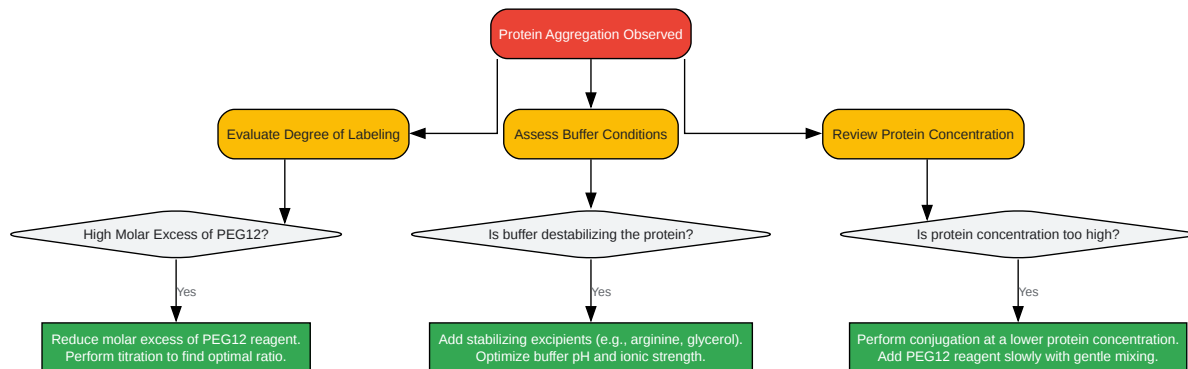 Protein Aggregation Observed
Evaluate Degree of Labeling
Assess Buffer Conditions
Review Protein Concentration
High Molar Excess of PEG12?
Is buffer destabilizing the protein?
Is protein concentration too high?
Yes
Yes
Yes
Reduce molar excess of PEG12 reagent.
Perform titration to find optimal ratio.
Add stabilizing excipients (e.g., arginine, glycerol).
Optimize buffer pH and ionic strength.
Perform conjugation at a lower protein concentration.
Add PEG12 reagent slowly with gentle mixing.